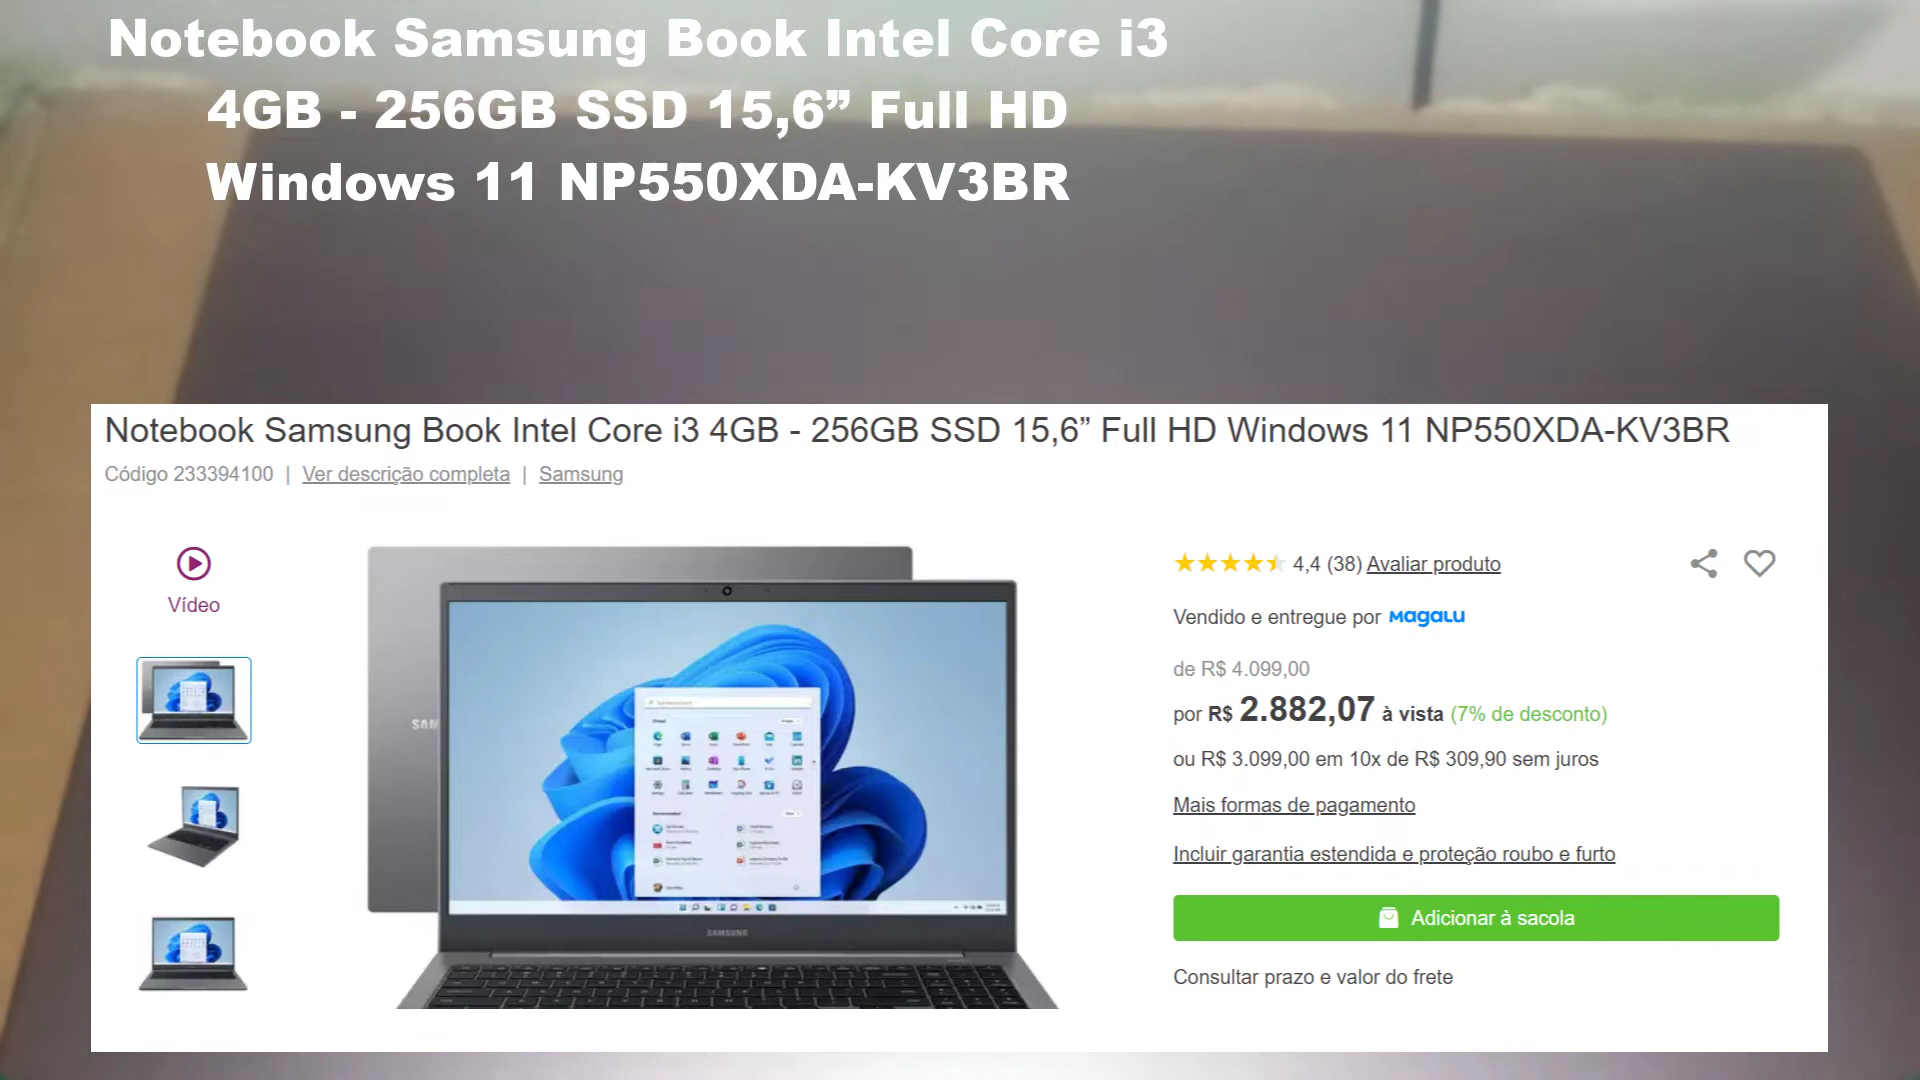 Notebook Samsung Book Intel Core i3
4GB - 256GB SSD 15,6” Full HD
Windows 11 NP550XDA-KV3BR
Notebook Samsung Book Intel Core i3 4GB - 256GB SSD 15,6” Full HD Windows 11 NP550XDA-KV3BR
Código 233394100 | Ver descrição completa | Samsung
Vídeo
SAM
SAMSUNG
4,4 (38) Avaliar produto
Vendido e entregue por Magalu
de R$ 4.099,00
por R$ 2.882,07 à vista (7% de desconto)
ou R$ 3.099,00 em 10x de R$ 309,90 sem juros
Mais formas de pagamento
Incluir garantia estendida e proteção roubo e furto
Adicionar à sacola
Consultar prazo e valor do frete